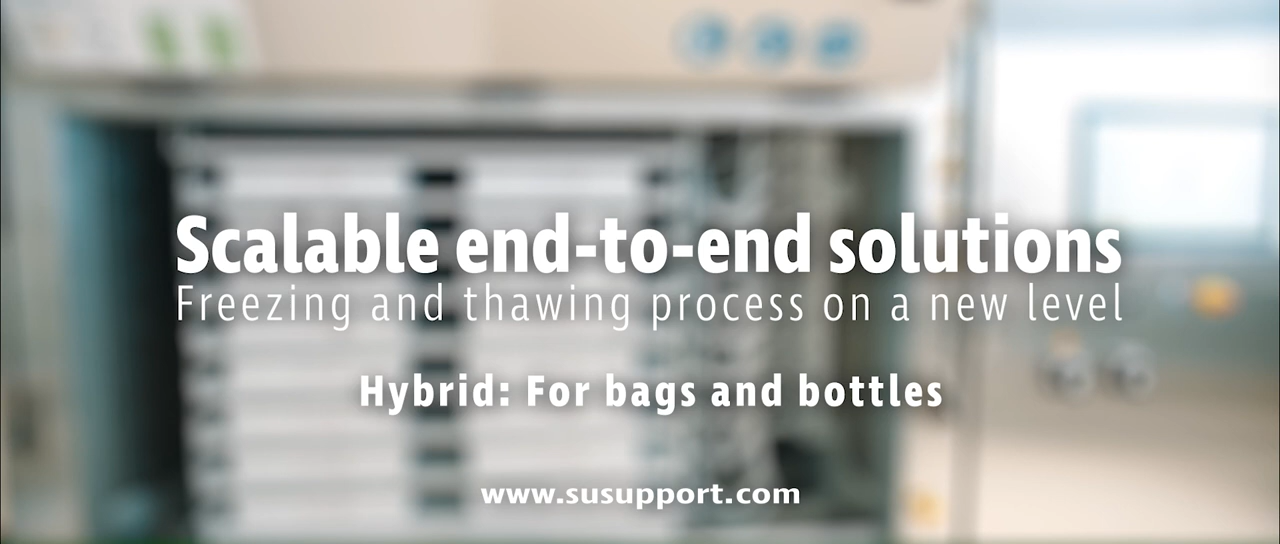 Scalable end-to-end solutions
Freezing and thawing process on a new level
Hybrid: For bags and bottles
www.susupport.com